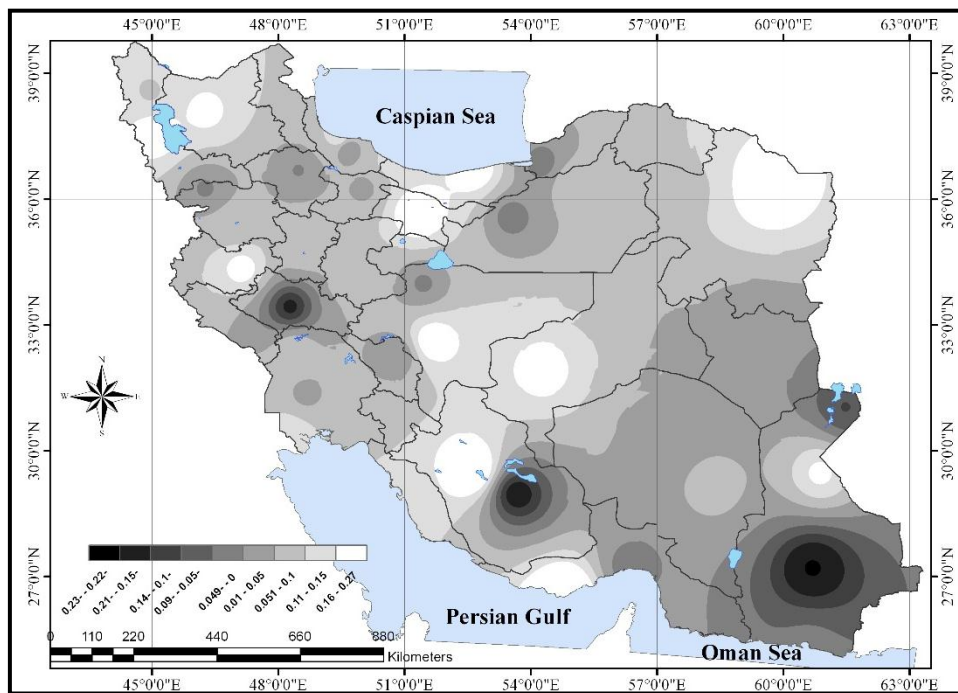 45°0'0"E 48°0'0"E 51°0'0"E 54°0'0"E 57°0'0"E 60°0'0"E 63°0'0"E
39°0'0"N 39°0'0"N
Caspian Sea
36°0'0"N 36°0'0"N
33°0'0"N 33°0'0"N
N
W E
S
30°0'0"N 30°0'0"N
27°0'0"N 27°0'0"N
0.23- - 0.22- 0.21- - 0.15- 0.14 - 0.1- 0.09- - 0.05- 0.049 - 0 0.01 - 0.05 0.051 - 0.1 0.11 - 0.15 0.16 - 0.27
Persian Gulf
0 110 220 440 660 880
Kilometers
Oman Sea
45°0'0"E 48°0'0"E 51°0'0"E 54°0'0"E 57°0'0"E 60°0'0"E 63°0'0"E